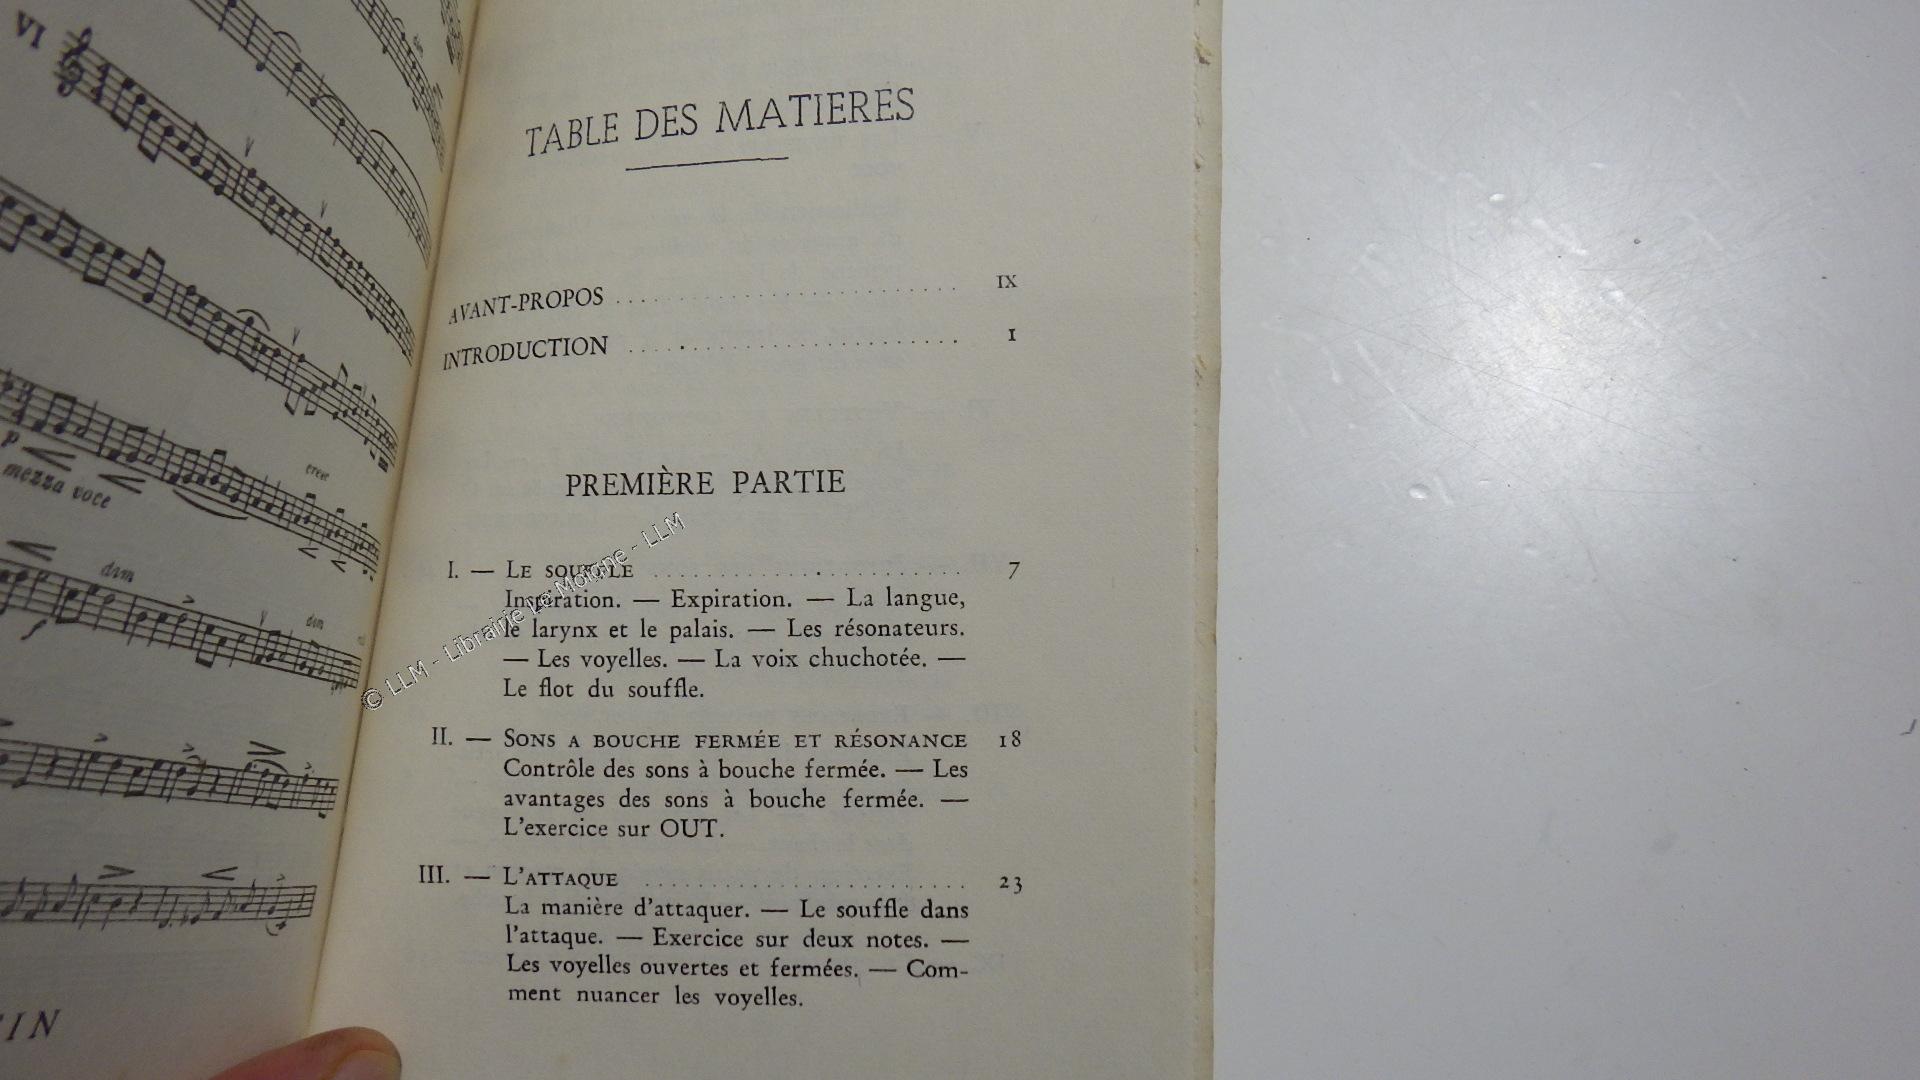 VI
p
mezza voce
cresc
dim
f
dim
TABLE DES MATIERES
AVANT-PROPOS IX
INTRODUCTION I
PREMIÈRE PARTIE
I. — LE SOUFFLE 7
Inspiration. — Expiration. — La langue,
le larynx et le palais. — Les résonateurs.
— Les voyelles. — La voix chuchotée. —
Le flot du souffle.
II. — SONS A BOUCHE FERMÉE ET RÉSONANCE 18
Contrôle des sons à bouche fermée. — Les
avantages des sons à bouche fermée. —
L'exercice sur OUT.
III. — L'ATTAQUE 23
La manière d'attaquer. — Le souffle dans
l'attaque. — Exercice sur deux notes. —
Les voyelles ouvertes et fermées. — Com-
ment nuancer les voyelles.
© LLM - Librairie Le Moigne - LLM